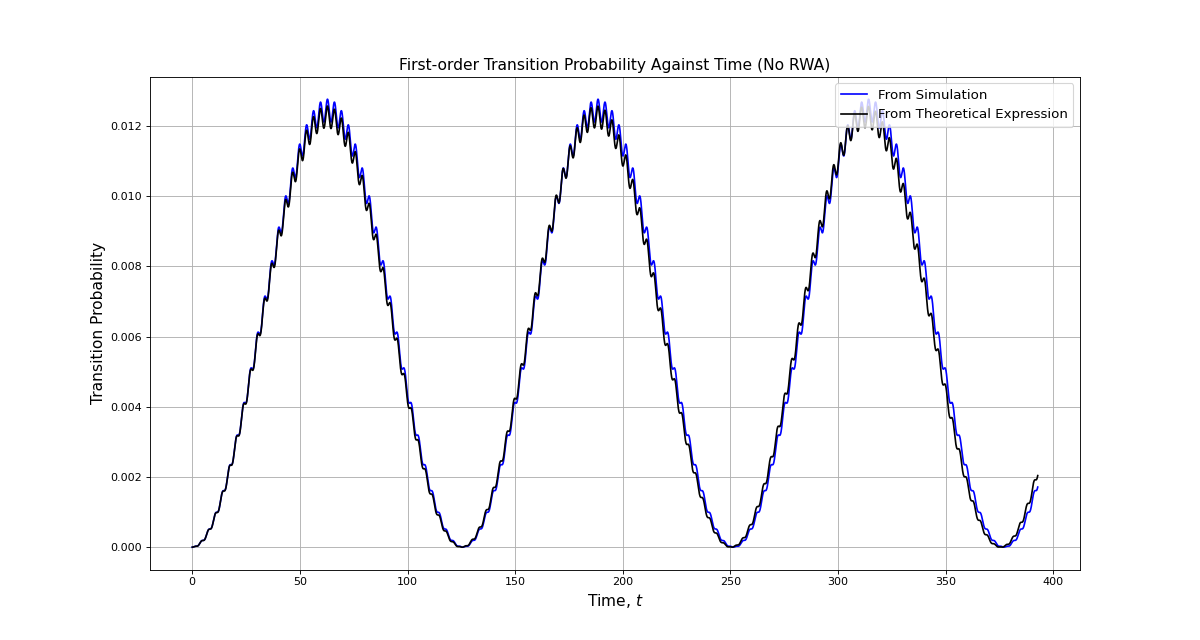 First-order Transition Probability Against Time (No RWA)
From Simulation
From Theoretical Expression
Transition Probability
0.012
0.010
0.008
0.006
0.004
0.002
0.000
0 50 100 150 200 250 300 350 400
Time, t